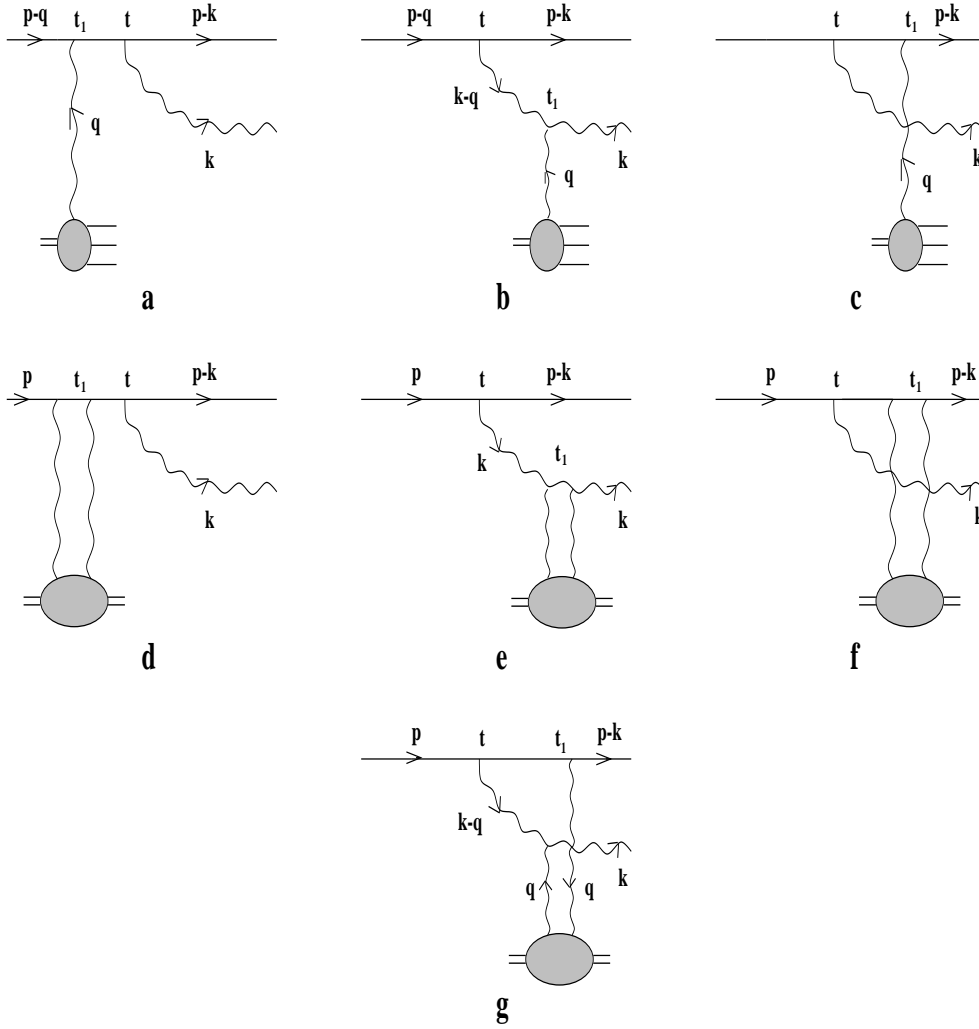 p-q t₁ t p-k
q
k
a
p-q t p-k
k-q t₁
q k
b
t t₁ p-k
k
q
c
p t₁ t p-k
k
d
p t p-k
k t₁
k
e
p t t₁ p-k
k
f
p t t₁ p-k
k-q
k
q q
g